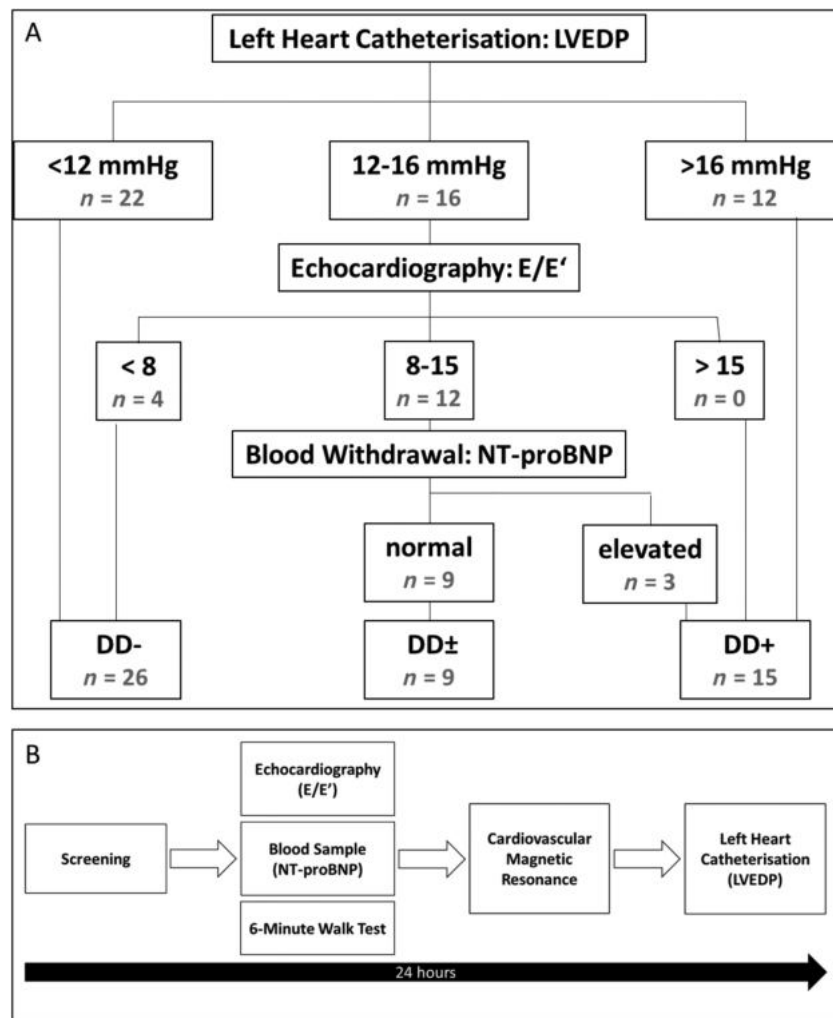 A
Left Heart Catheterisation: LVEDP
<12 mmHg
n = 22
12-16 mmHg
n = 16
>16 mmHg
n = 12
Echocardiography: E/E‘
< 8
n = 4
8-15
n = 12
> 15
n = 0
Blood Withdrawal: NT-proBNP
normal
n = 9
elevated
n = 3
DD-
n = 26
DD±
n = 9
DD+
n = 15
B
Screening
Echocardiography
(E/E’)
Blood Sample
(NT-proBNP)
6-Minute Walk Test
Cardiovascular
Magnetic
Resonance
Left Heart
Catheterisation
(LVEDP)
24 hours